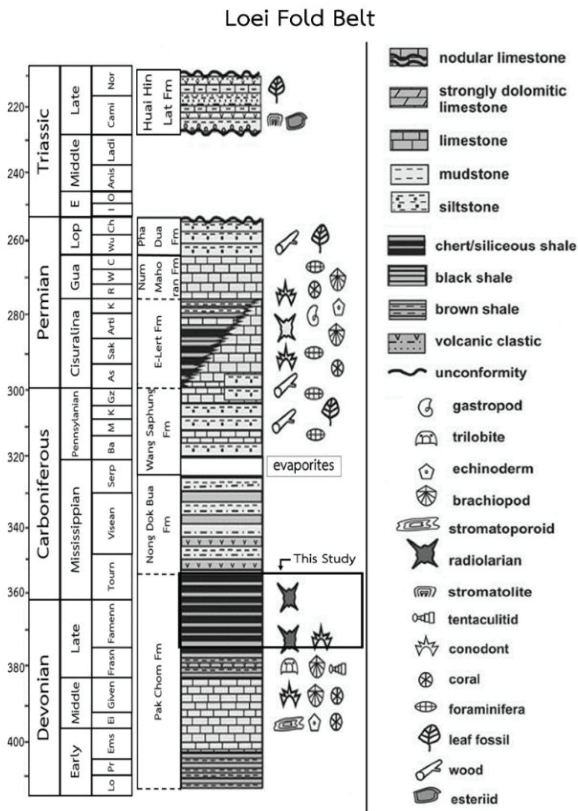 Loei Fold Belt
220
240
260
280
300
320
340
360
380
400
Triassic
Permian
Carboniferous
Devonian
Late
Middle
E
Lop
Gua
Cisuralina
Pennsylanian
Mississippian
Late
Middle
Early
Nor
Carni
Ladi
Anis
O
I
Ch
Wu
C
W
R
K
Arti
Sak
As
Gz
K
M
Ba
Serp
Visean
Tourn
Famenn
Frasn
Given
Ei
Ems
Pr
Lo
Huai Hin
Lat Fm
Pha
Dua
Fm
Num
Maho
ran Fm
E-Lert Fm
Wang Saphung
Fm
Nong Dok Bua
Fm
Pak Chom Fm
evaporites
This Study
nodular limestone
strongly dolomitic
limestone
limestone
mudstone
siltstone
chert/siliceous shale
black shale
brown shale
volcanic clastic
unconformity
gastropod
trilobite
echinoderm
brachiopod
stromatoporoid
radiolarian
stromatolite
tentaculitid
conodont
coral
foraminifera
leaf fossil
wood
esteriid